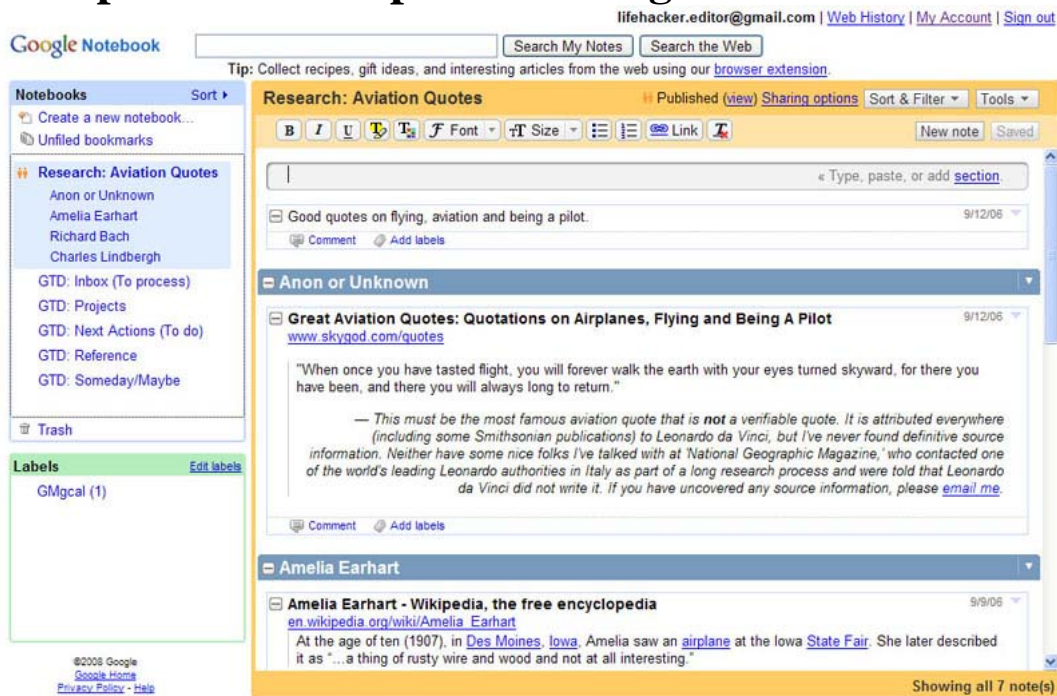 lifehacker.editor@gmail.com | Web History | My Account | Sign out
Google Notebook
Search My Notes
Search the Web
Tip: Collect recipes, gift ideas, and interesting articles from the web using our browser extension.
Notebooks
Sort
Create a new notebook...
Unfiled bookmarks
Research: Aviation Quotes
Anon or Unknown
Amelia Earhart
Richard Bach
Charles Lindbergh
GTD: Inbox (To process)
GTD: Projects
GTD: Next Actions (To do)
GTD: Reference
GTD: Someday/Maybe
Trash
Labels
Edit labels
GMgcal (1)
©2008 Google
Google Home
Privacy Policy - Help
Research: Aviation Quotes
Published (view) Sharing options
Sort & Filter
Tools
B I U
Font
Size
Link
New note
Saved
« Type, paste, or add section.
Good quotes on flying, aviation and being a pilot.
9/12/06
Comment
Add labels
Anon or Unknown
Great Aviation Quotes: Quotations on Airplanes, Flying and Being A Pilot
9/12/06
www.skygod.com/quotes
"When once you have tasted flight, you will forever walk the earth with your eyes turned skyward, for there you
have been, and there you will always long to return."
— This must be the most famous aviation quote that is not a verifiable quote. It is attributed everywhere
(including some Smithsonian publications) to Leonardo da Vinci, but I've never found definitive source
information. Neither have some nice folks I've talked with at 'National Geographic Magazine,' who contacted one
of the world's leading Leonardo authorities in Italy as part of a long research process and were told that Leonardo
da Vinci did not write it. If you have uncovered any source information, please email me.
Comment
Add labels
Amelia Earhart
Amelia Earhart - Wikipedia, the free encyclopedia
9/9/06
en.wikipedia.org/wiki/Amelia_Earhart
At the age of ten (1907), in Des Moines, Iowa, Amelia saw an airplane at the Iowa State Fair. She later described
it as "...a thing of rusty wire and wood and not at all interesting."
Showing all 7 note(s)